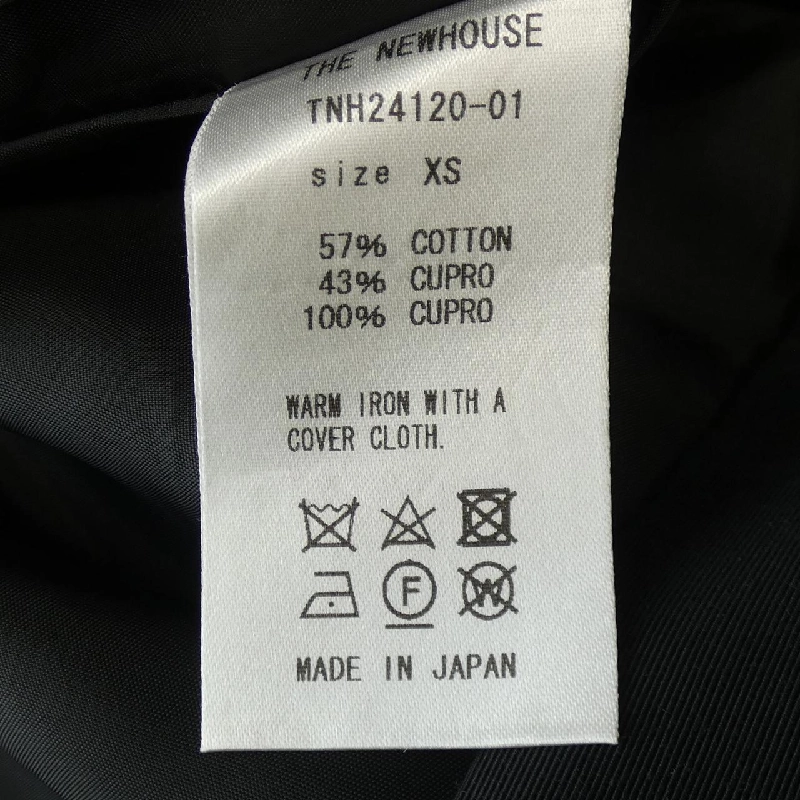 THE NEWHOUSE
TNH24120-01
size XS
57% COTTON
43% CUPRO
100% CUPRO
WARM IRON WITH A
COVER CLOTH.
F W
MADE IN JAPAN